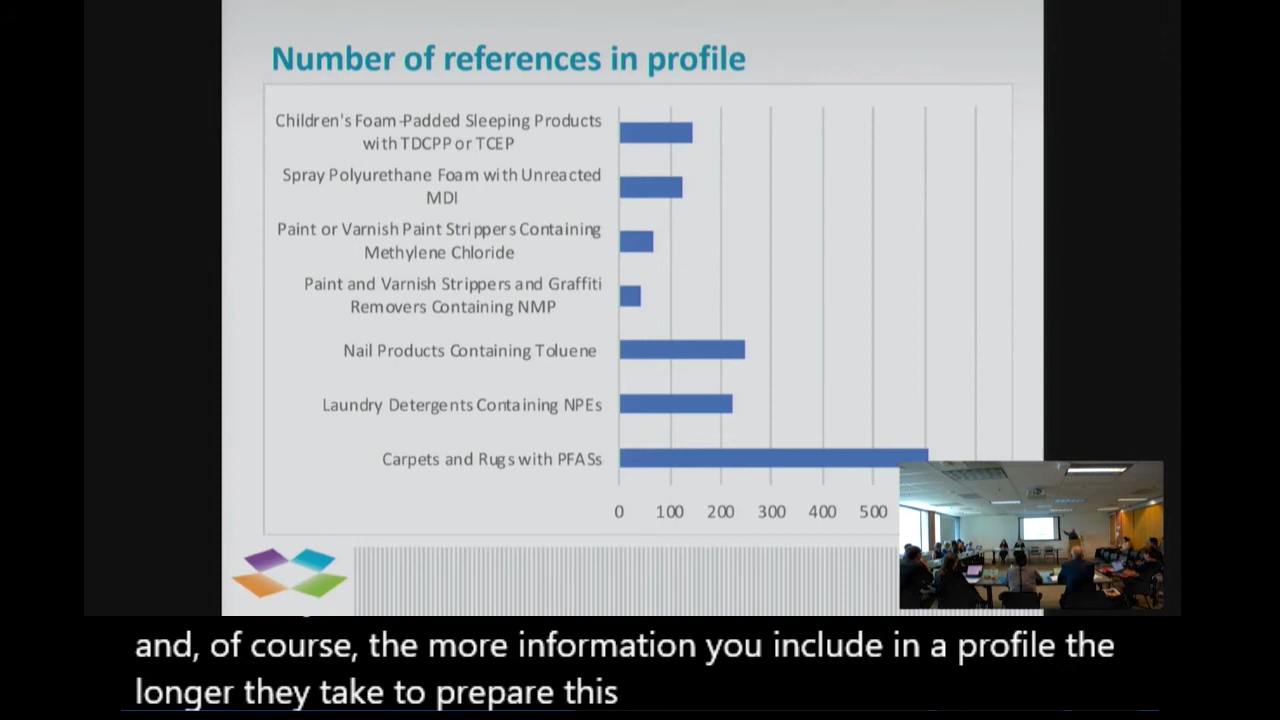 Number of references in profile
Children's Foam-Padded Sleeping Products
with TDCPP or TCEP
Spray Polyurethane Foam with Unreacted
MDI
Paint or Varnish Paint Strippers Containing
Methylene Chloride
Paint and Varnish Strippers and Graffiti
Removers Containing NMP
Nail Products Containing Toluene
Laundry Detergents Containing NPEs
Carpets and Rugs with PFASs
0 100 200 300 400 500
and, of course, the more information you include in a profile the
longer they take to prepare this